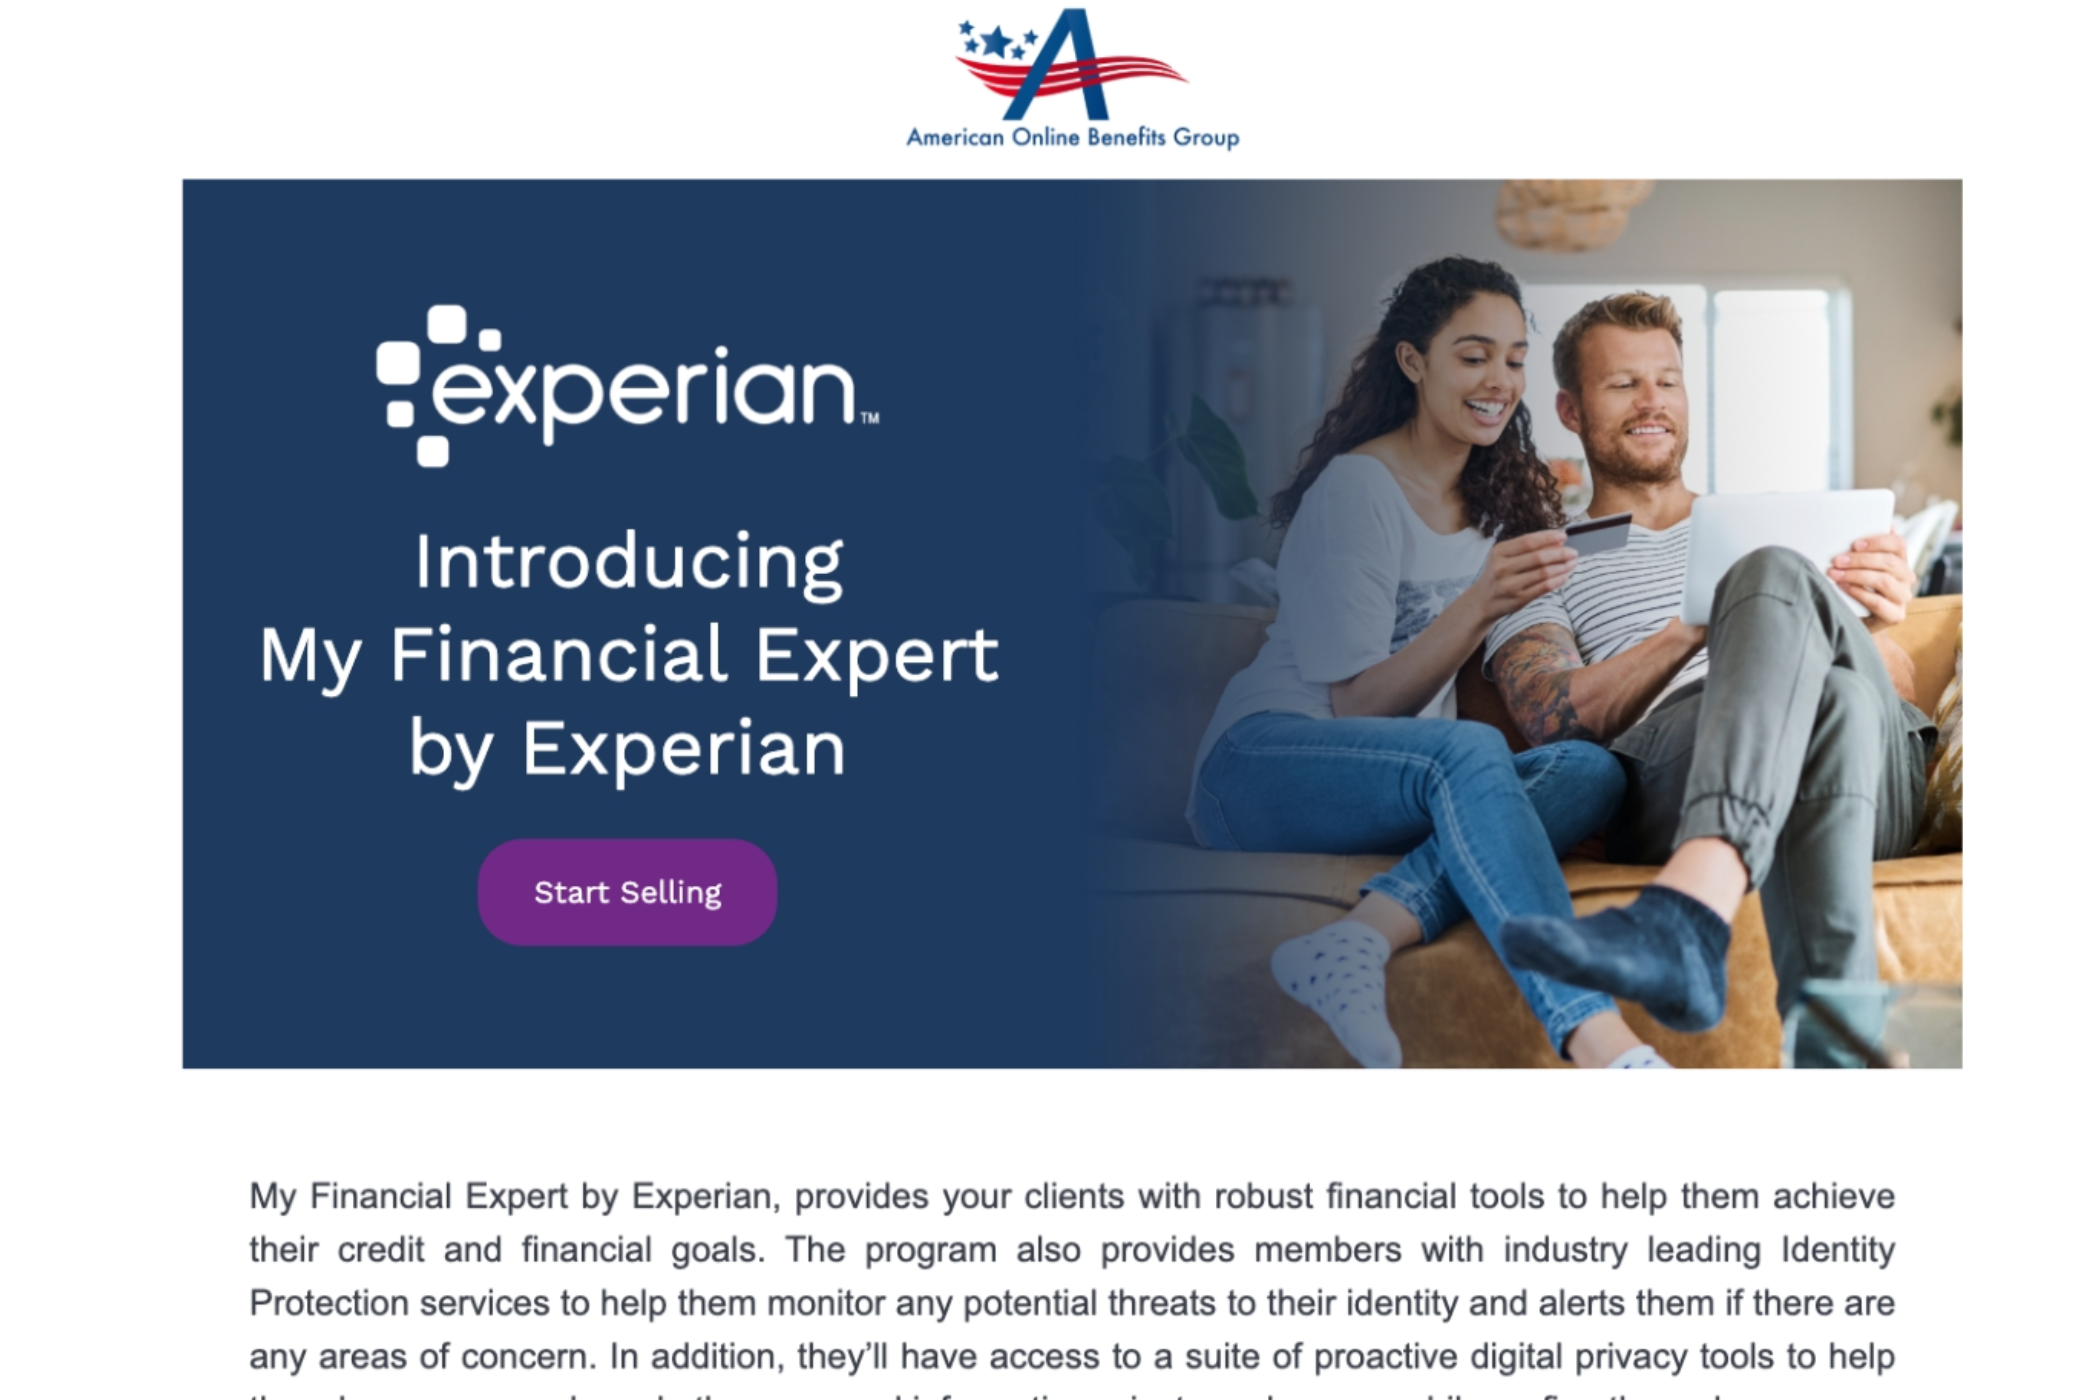 American Online Benefits Group
experian™
Introducing
My Financial Expert
by Experian
Start Selling
My Financial Expert by Experian, provides your clients with robust financial tools to help them achieve
their credit and financial goals. The program also provides members with industry leading Identity
Protection services to help them monitor any potential threats to their identity and alerts them if there are
any areas of concern. In addition, they’ll have access to a suite of proactive digital privacy tools to help